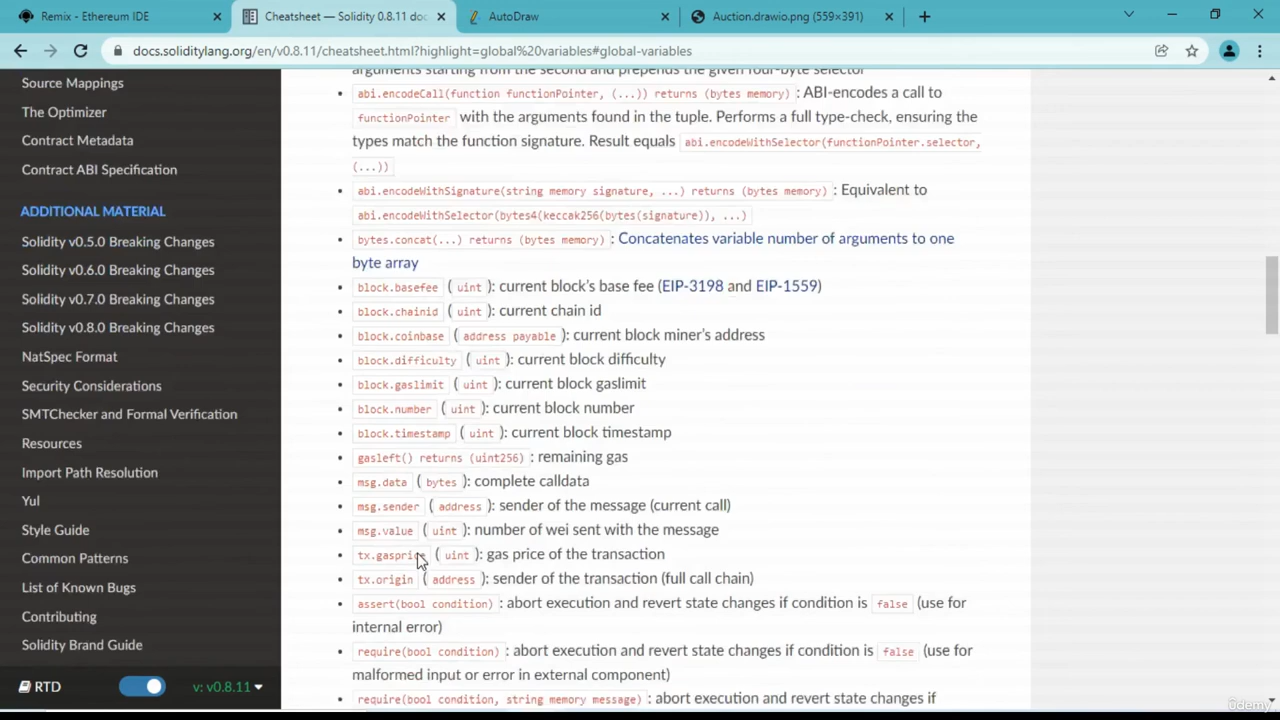 Remix - Ethereum IDE
Cheatsheet — Solidity 0.8.11 doc
AutoDraw
Auction.drawio.png (559×391)
docs.soliditylang.org/en/v0.8.11/cheatsheet.html?highlight=global%20variables#global-variables
Source Mappings
The Optimizer
Contract Metadata
Contract ABI Specification
ADDITIONAL MATERIAL
Solidity v0.5.0 Breaking Changes
Solidity v0.6.0 Breaking Changes
Solidity v0.7.0 Breaking Changes
Solidity v0.8.0 Breaking Changes
NatSpec Format
Security Considerations
SMTChecker and Formal Verification
Resources
Import Path Resolution
Yul
Style Guide
Common Patterns
List of Known Bugs
Contributing
Solidity Brand Guide
RTD
v: v0.8.11
arguments starting from the second and prepends the given four-byte selector
abi.encodeCall(function functionPointer, (...)) returns (bytes memory) : ABI-encodes a call to
functionPointer with the arguments found in the tuple. Performs a full type-check, ensuring the
types match the function signature. Result equals abi.encodeWithSelector(functionPointer.selector,
(...))
abi.encodeWithSignature(string memory signature, ...) returns (bytes memory) : Equivalent to
abi.encodeWithSelector(bytes4(keccak256(bytes(signature)), ...)
bytes.concat(...) returns (bytes memory) : Concatenates variable number of arguments to one
byte array
block.basefee ( uint ): current block's base fee (EIP-3198 and EIP-1559)
block.chainid ( uint ): current chain id
block.coinbase ( address payable ): current block miner's address
block.difficulty ( uint ): current block difficulty
block.gaslimit ( uint ): current block gaslimit
block.number ( uint ): current block number
block.timestamp ( uint ): current block timestamp
gasleft() returns (uint256) : remaining gas
msg.data ( bytes ): complete calldata
msg.sender ( address ): sender of the message (current call)
msg.value ( uint ): number of wei sent with the message
tx.gasprice ( uint ): gas price of the transaction
tx.origin ( address ): sender of the transaction (full call chain)
assert(bool condition) : abort execution and revert state changes if condition is false (use for
internal error)
require(bool condition) : abort execution and revert state changes if condition is false (use for
malformed input or error in external component)
require(bool condition, string memory message) : abort execution and revert state changes if
ûdemy